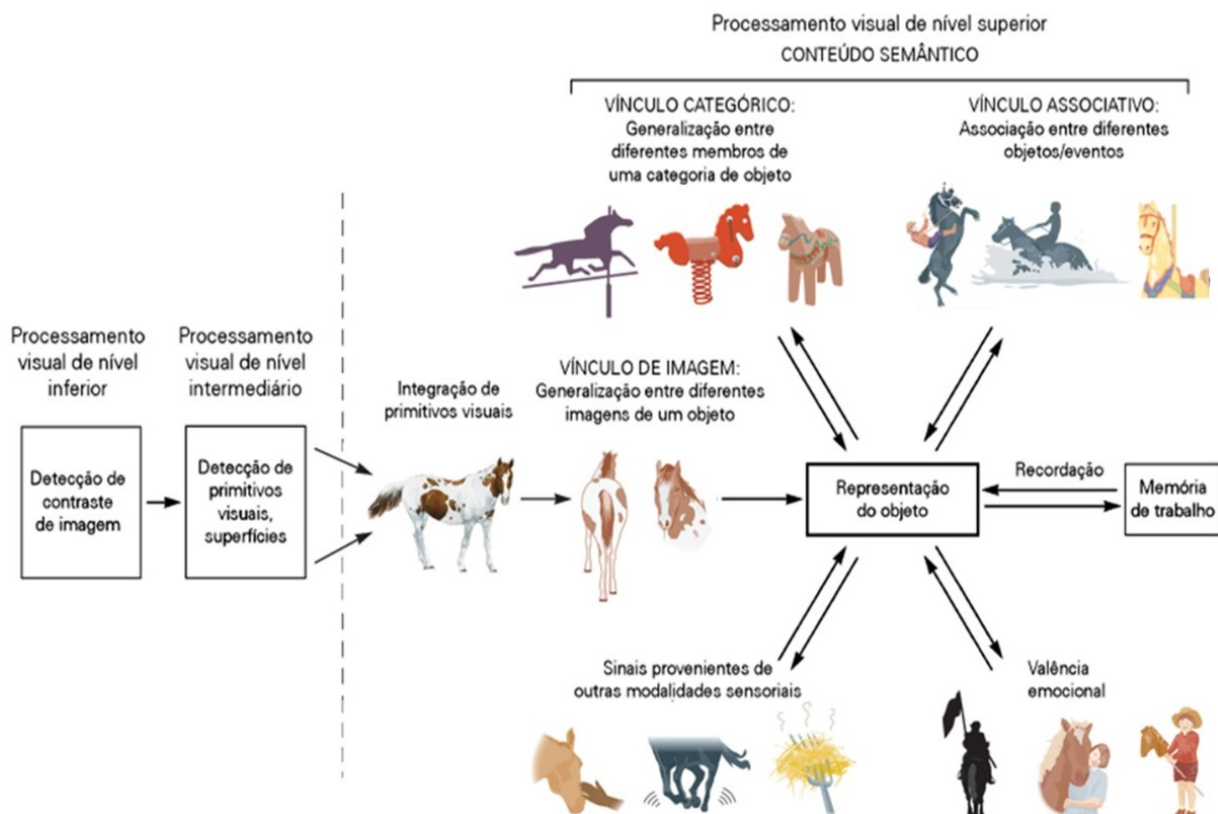 Processamento visual de nível superior
CONTEÚDO SEMÂNTICO
VÍNCULO CATEGÓRICO:
Generalização entre
diferentes membros de
uma categoria de objeto
VÍNCULO ASSOCIATIVO:
Associação entre diferentes
objetos/eventos
Processamento
visual de nível
inferior
Detecção de
contraste
de imagem
Processamento
visual de nível
intermediário
Detecção de
primitivos
visuais,
superfícies
Integração de
primitivos visuais
VÍNCULO DE IMAGEM:
Generalização entre diferentes
imagens de um objeto
Representação
do objeto
Recordação
Memória
de trabalho
Sinais provenientes de
outras modalidades sensoriais
Valência
emocional